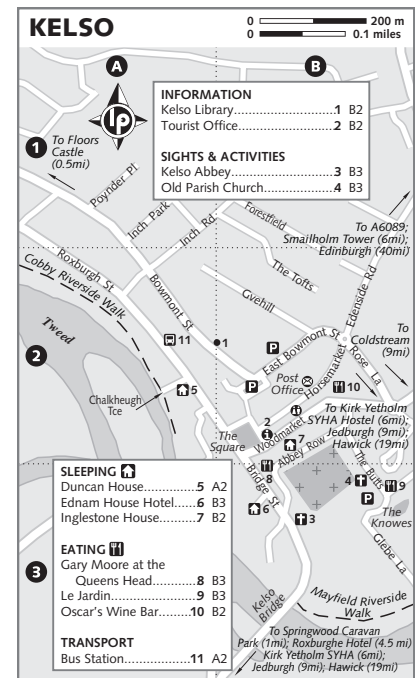 KELSO
0 200 m
0 0.1 miles
A
B
lp
INFORMATION
Kelso Library...............................1 B2
Tourist Office..............................2 B2
SIGHTS & ACTIVITIES
Kelso Abbey................................3 B3
Old Parish Church.......................4 B3
1
To Floors
Castle
(0.5mi)
Poynder Pl
Inch Park
Inch Rd
Forestfield
To A6089;
Smailholm Tower (6mi);
Edinburgh (40mi)
Roxburgh St
Cobby Riverside Walk
Bowmont St
The Tofts
Gvehill
Edenside Rd
Tweed
To
Coldstream
(9mi)
11
1
P
East Bowmont St
Rose La
2
P
Post
Office
Horsemarket
10
5
Chalkheugh
Tce
To Kirk Yetholm
SYHA Hostel (6mi);
Jedburgh (9mi);
Hawick (19mi)
The
Square
2
Woodmarket
7
Abbey Row
8
Bridge St
4
The Butts
9
P
6
3
The
Knowes
Glebe La
SLEEPING
Duncan House.............5 A2
Ednam House Hotel.....6 B3
Inglestone House.........7 B2
EATING
Gary Moore at the
Queens Head..........8 B3
Le Jardin......................9 B3
Oscar's Wine Bar........10 B2
TRANSPORT
Bus Station.................11 A2
3
Kelso
Bridge
Mayfield Riverside
Walk
To Springwood Caravan
Park (1mi); Roxburghe Hotel (4.5 mi)
Kirk Yetholm SYHA (6mi);
Jedburgh (9mi); Hawick (19mi)